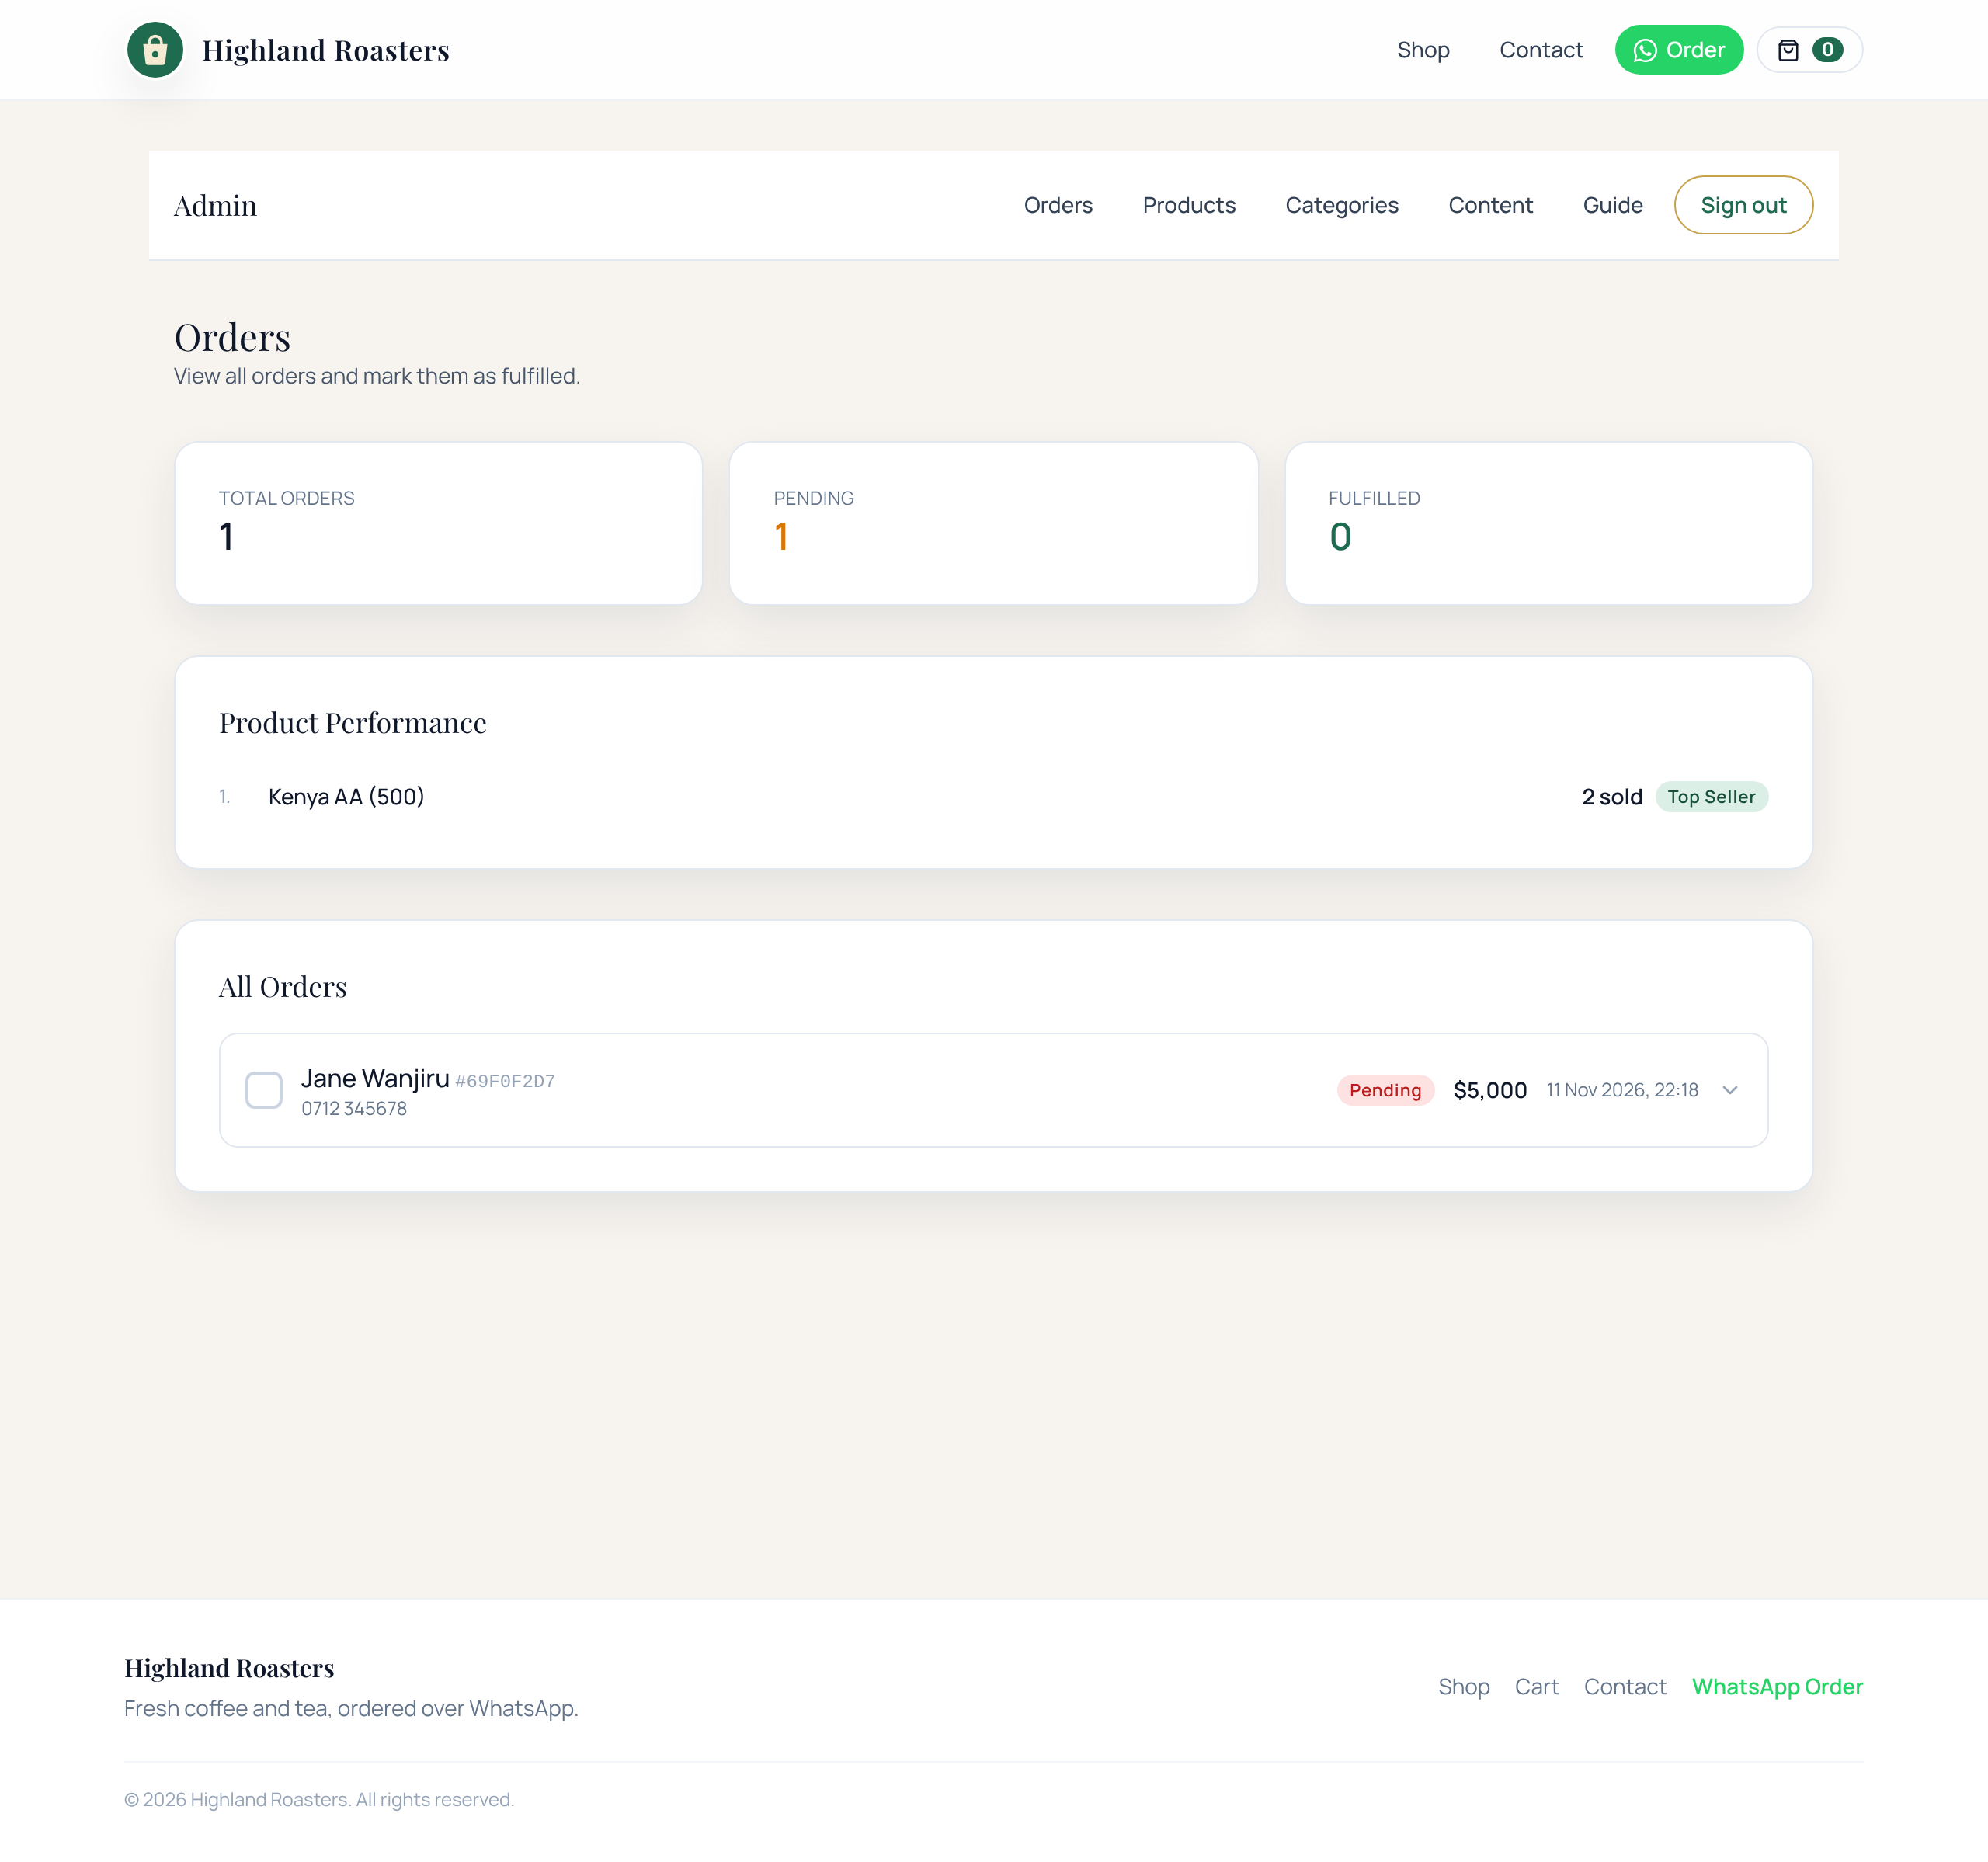 Highland Roasters
Shop Contact Order 0
Admin
Orders Products Categories Content Guide Sign out
Orders
View all orders and mark them as fulfilled.
TOTAL ORDERS
1
PENDING
1
FULFILLED
0
Product Performance
1. Kenya AA (500) 2 sold Top Seller
All Orders
Jane Wanjiru #69F0F2D7
0712 345678
Pending $5,000 11 Nov 2026, 22:18
Highland Roasters
Fresh coffee and tea, ordered over WhatsApp.
Shop Cart Contact WhatsApp Order
© 2026 Highland Roasters. All rights reserved.